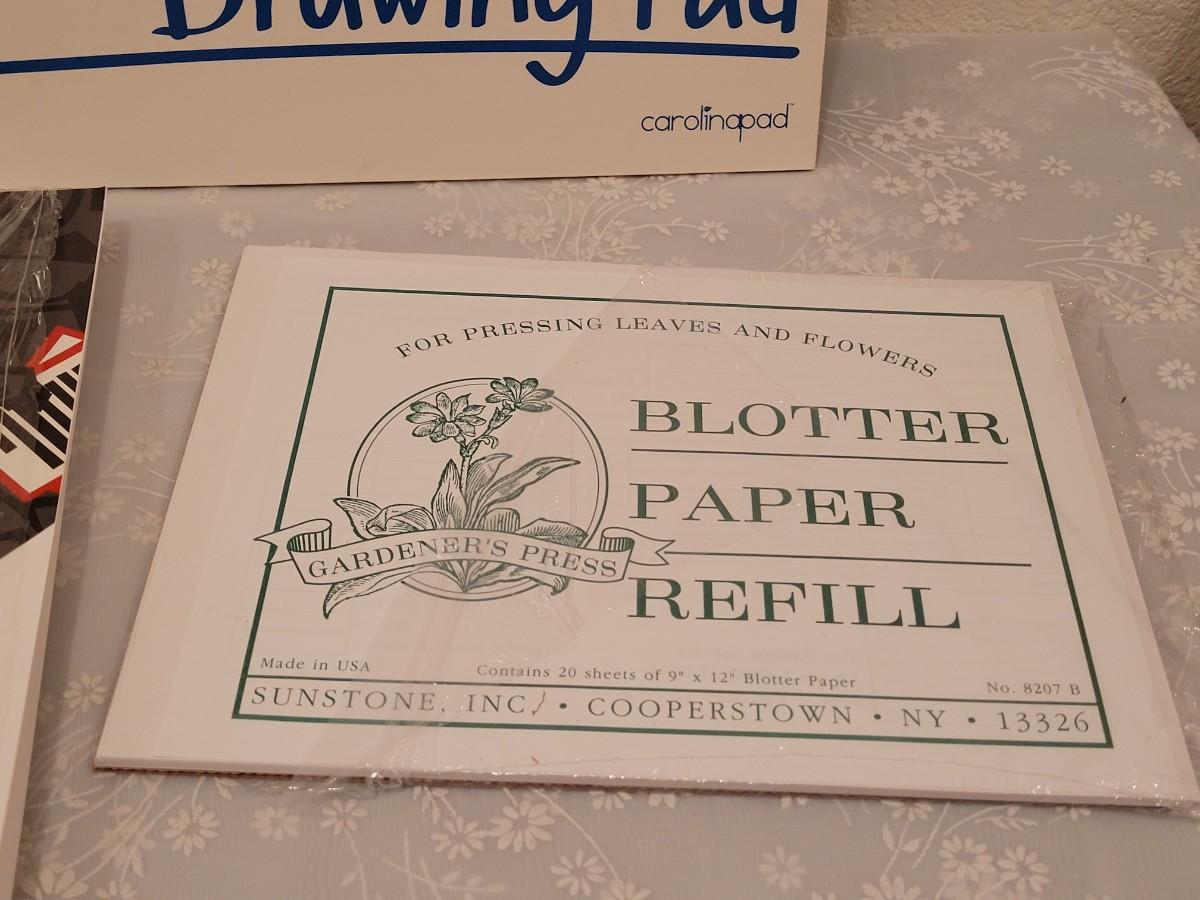 Drawing Pad
carolinapad™
FOR PRESSING LEAVES AND FLOWERS
BLOTTER
PAPER
REFILL
GARDENER'S PRESS
Made in USA
Contains 20 sheets of 9" x 12" Blotter Paper
No. 8207 B
SUNSTONE, INC. • COOPERSTOWN • NY • 13326